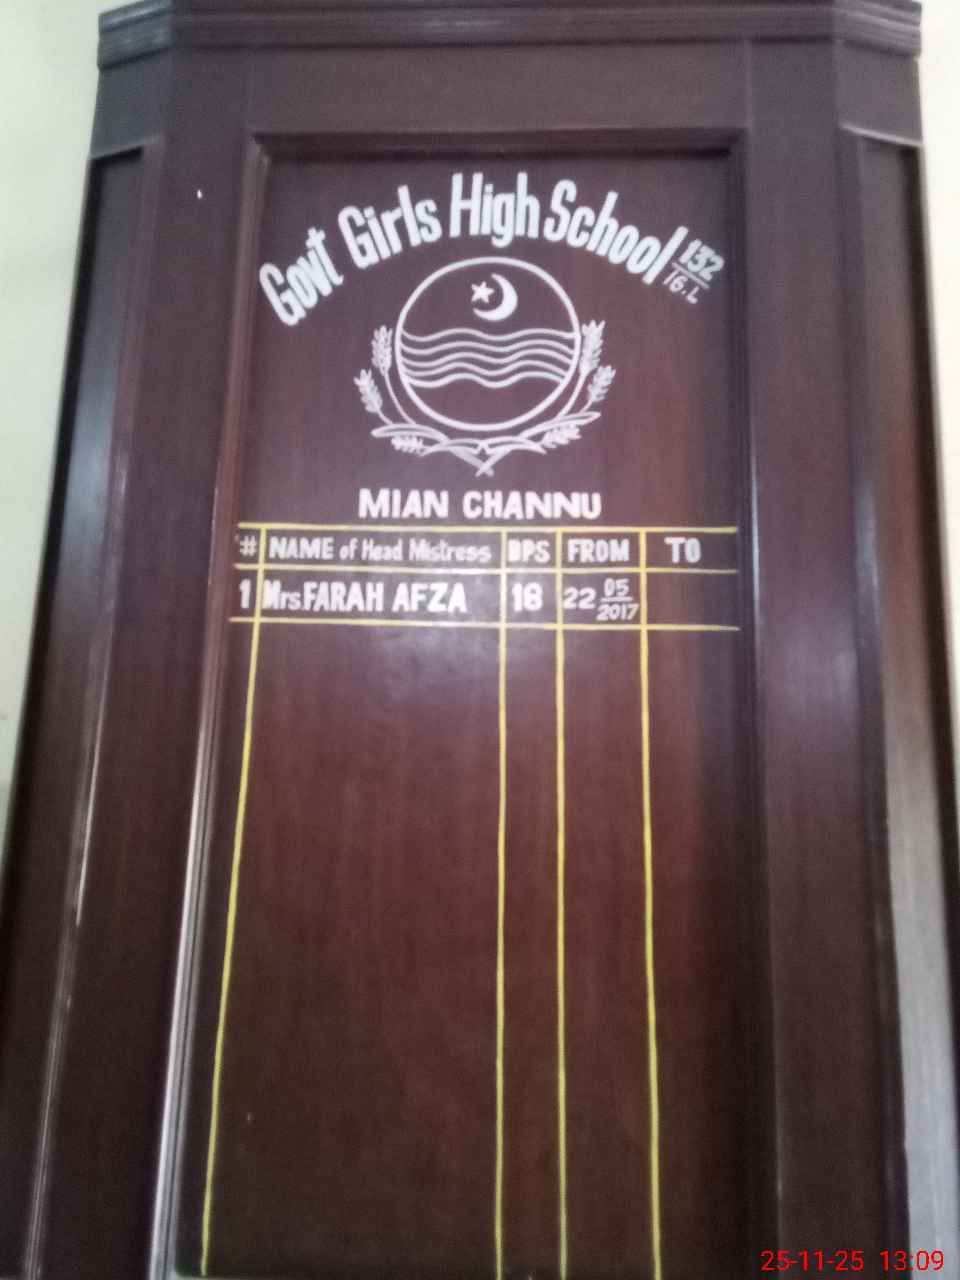 Govt Girls High School 132/16.L
MIAN CHANNU
# NAME of Head Mistress BPS FROM TO
1 Mrs. FARAH AFZA 18 22 05/2017
25-11-25 13:09